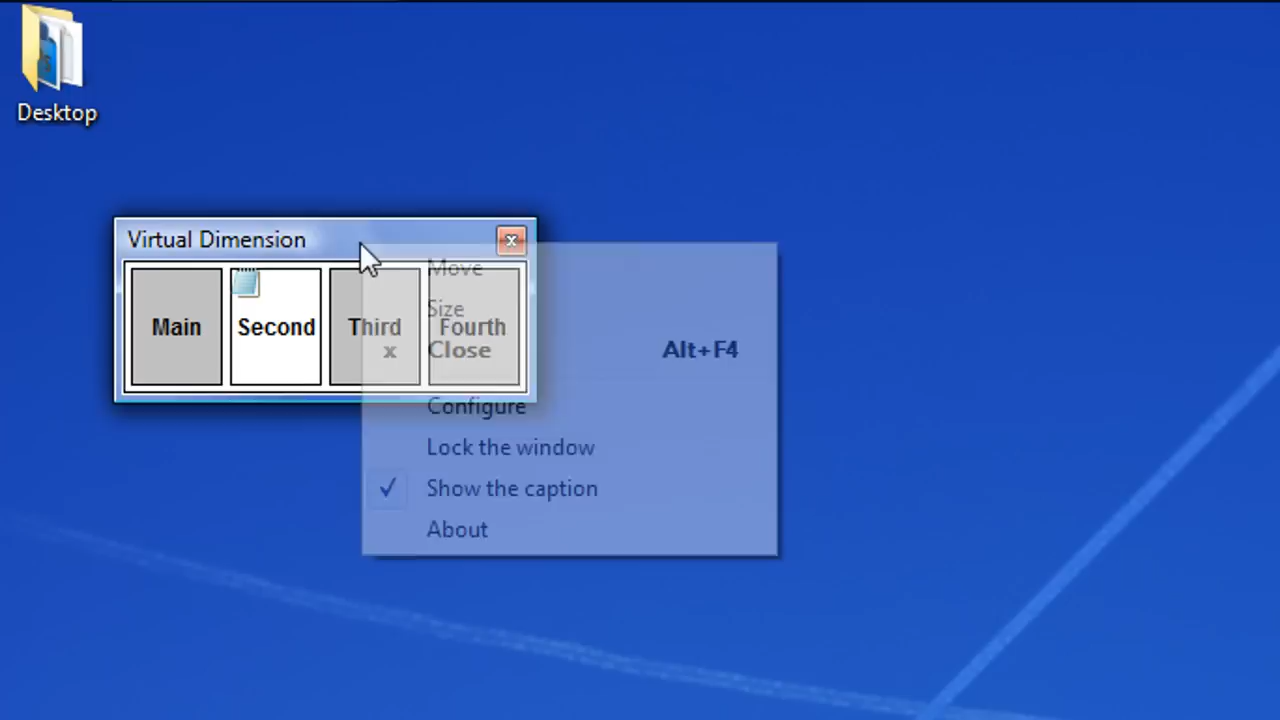 Desktop
Virtual Dimension
Main
Second
Third
Fourth
Move
Size
x Close Alt+F4
Configure
Lock the window
Show the caption
About